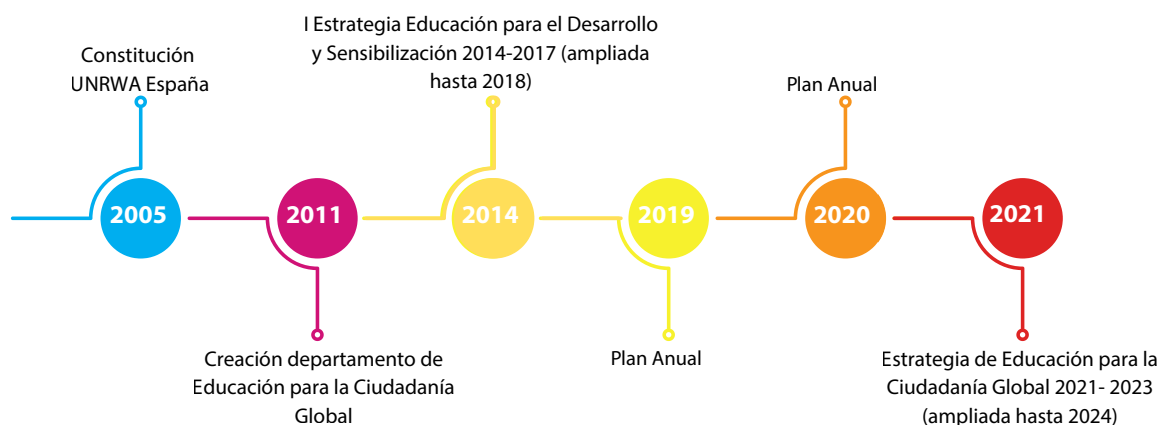 Constitución
UNRWA España
I Estrategia Educación para el Desarrollo
y Sensibilización 2014-2017 (ampliada
hasta 2018)
Plan Anual
2005
2011
2014
2019
2020
2021
Creación departamento de
Educación para la Ciudadanía
Global
Plan Anual
Estrategia de Educación para la
Ciudadanía Global 2021- 2023
(ampliada hasta 2024)